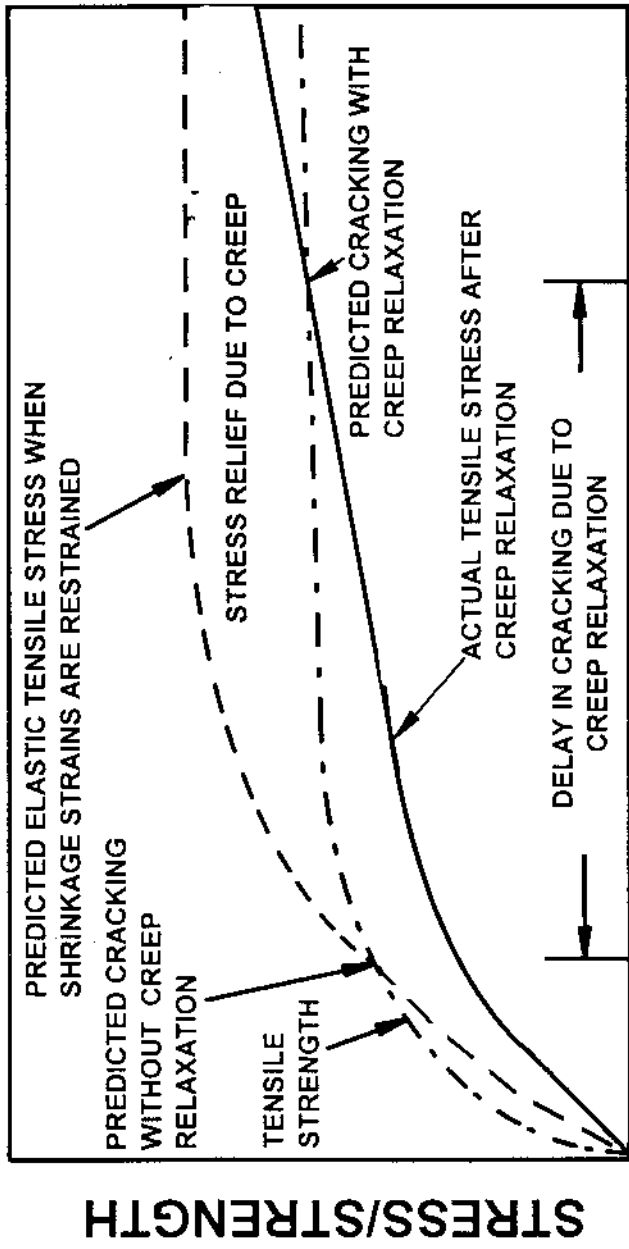 STRESS/STRENGTH
PREDICTED ELASTIC TENSILE STRESS WHEN
SHRINKAGE STRAINS ARE RESTRAINED
PREDICTED CRACKING
WITHOUT CREEP
RELAXATION
TENSILE
STRENGTH
STRESS RELIEF DUE TO CREEP
PREDICTED CRACKING WITH
CREEP RELAXATION
ACTUAL TENSILE STRESS AFTER
CREEP RELAXATION
DELAY IN CRACKING DUE TO
CREEP RELAXATION